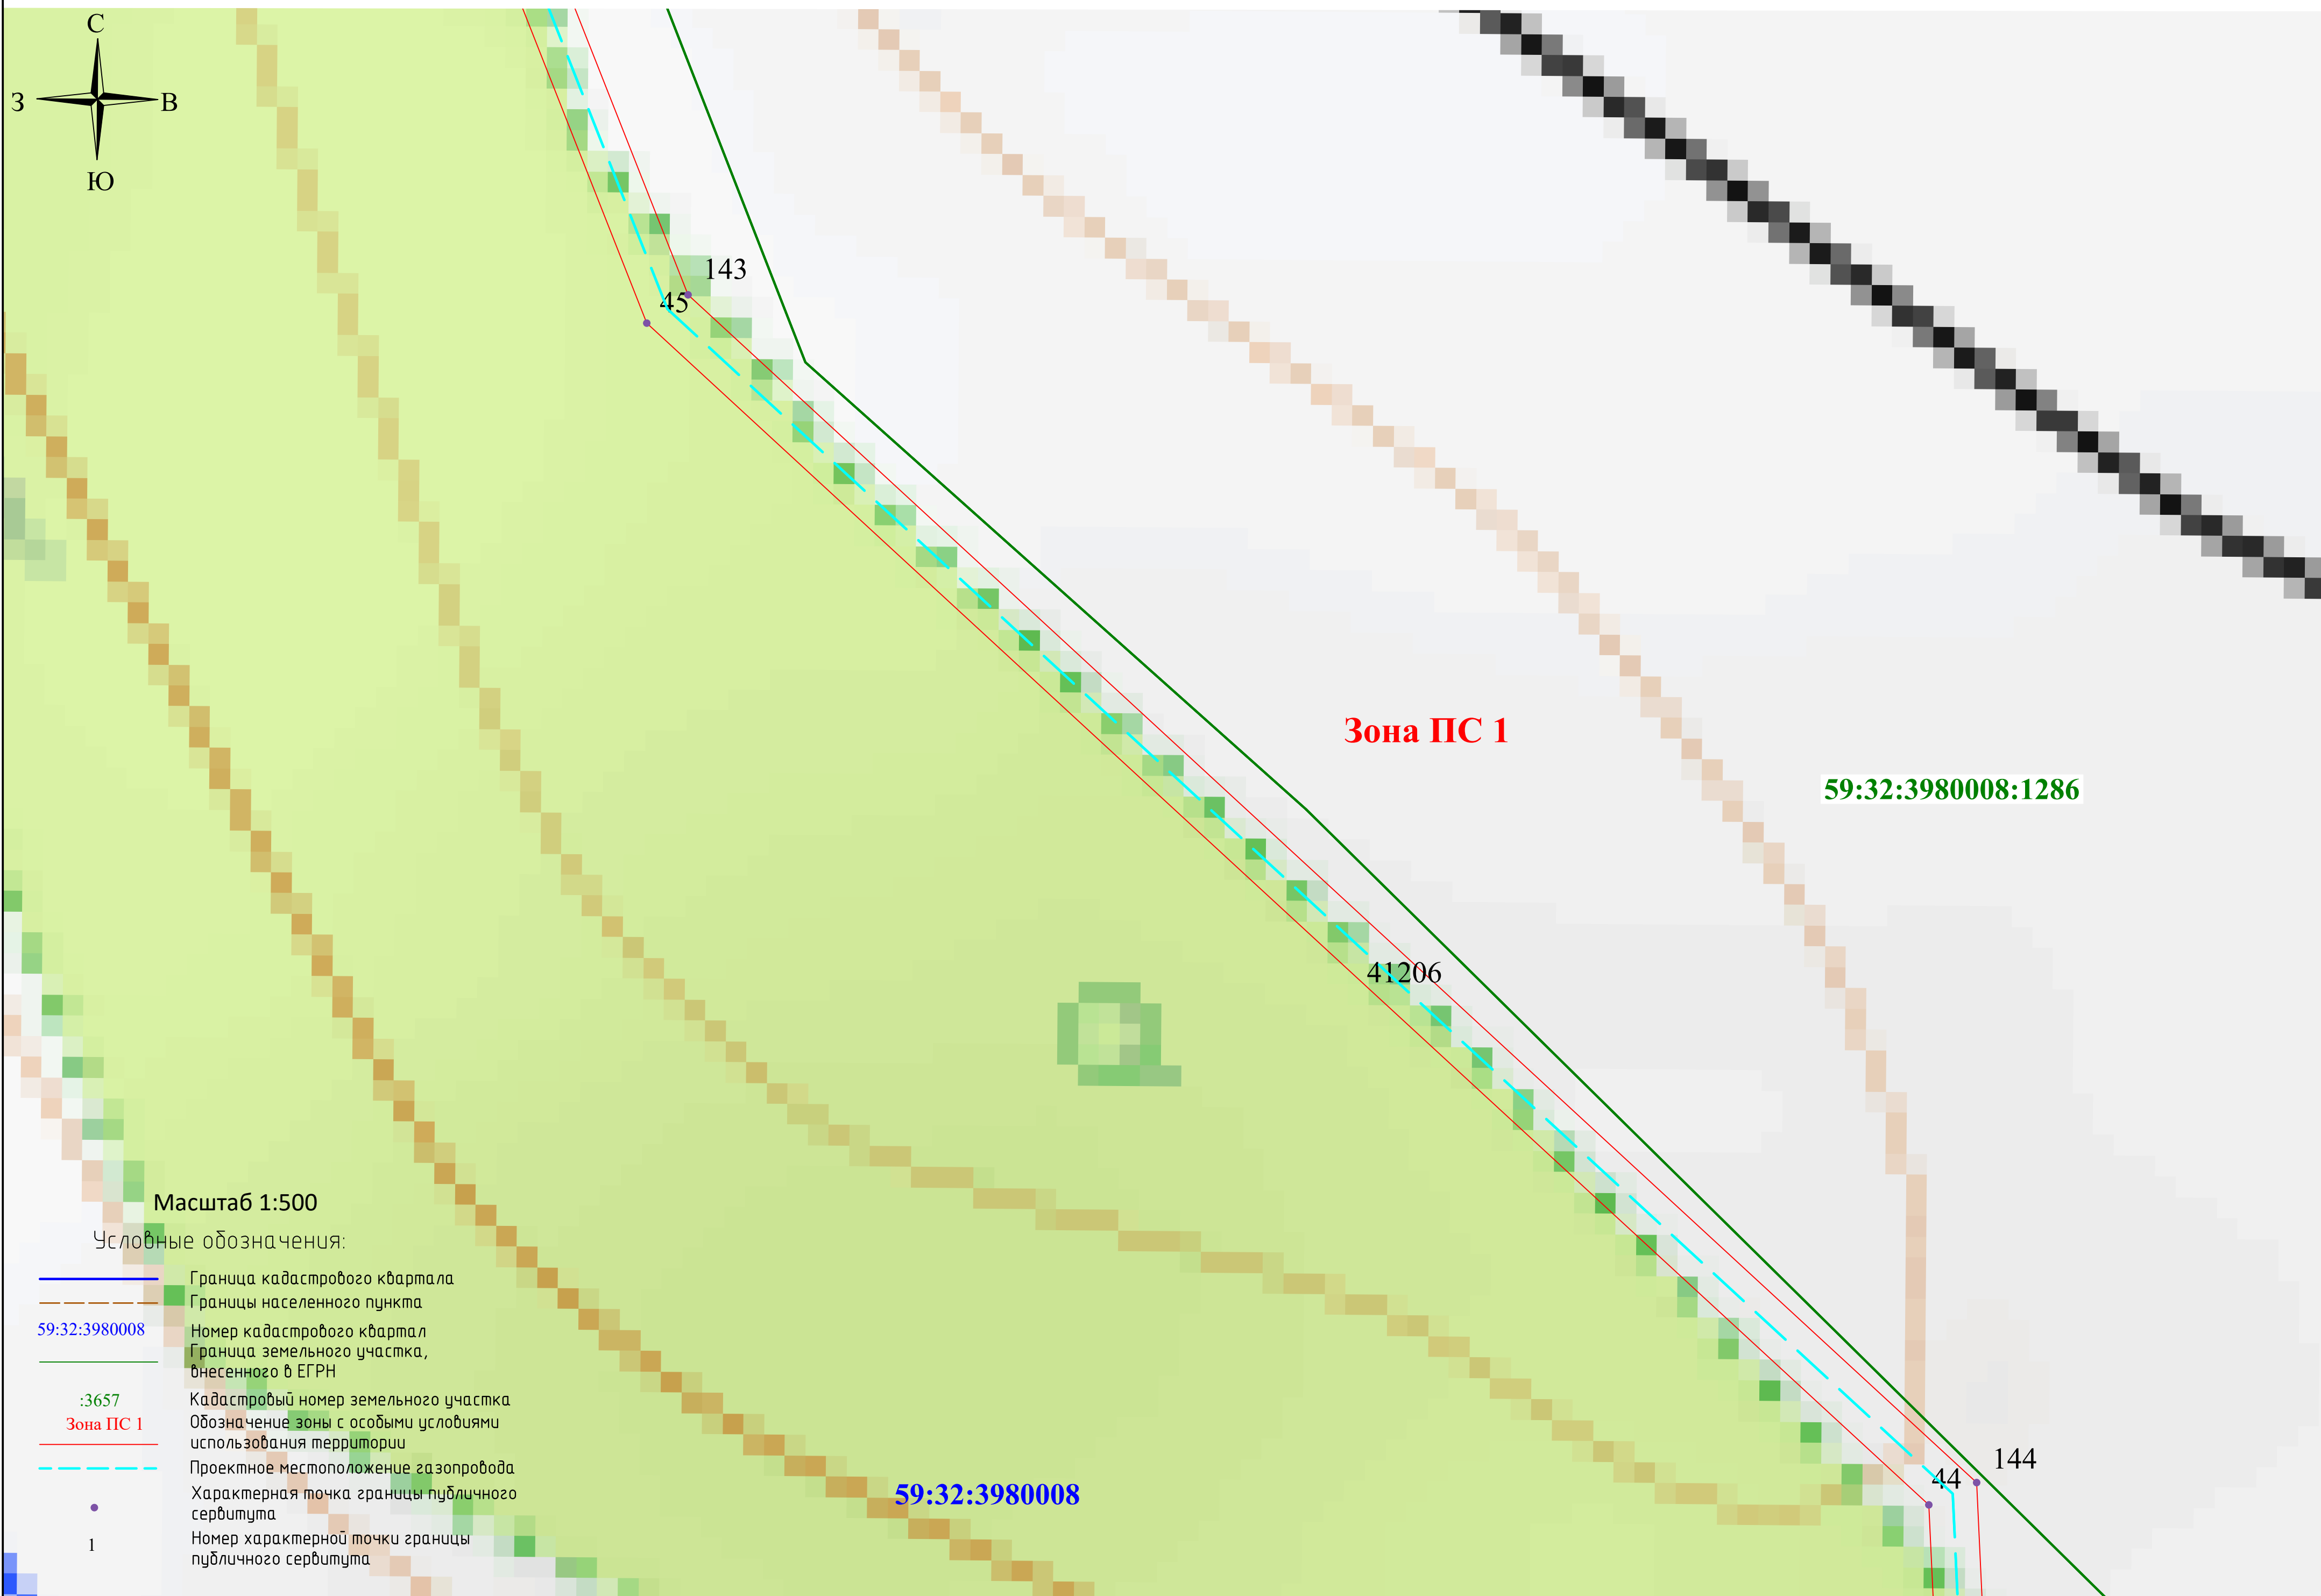 С
З
В
Ю
143
45
Зона ПС 1
59:32:3980008:1286
41206
144
44
59:32:3980008
Масштаб 1:500
Условные обозначения:
Граница кадастрового квартала
Границы населенного пункта
59:32:3980008
Номер кадастрового квартал
Граница земельного участка,
внесенного в ЕГРН
:3657
Кадастровый номер земельного участка
Зона ПС 1
Обозначение зоны с особыми условиями
использования территории
Проектное местоположение газопровода
Характерная точка границы публичного
сервитута
1
Номер характерной точки границы
публичного сервитута